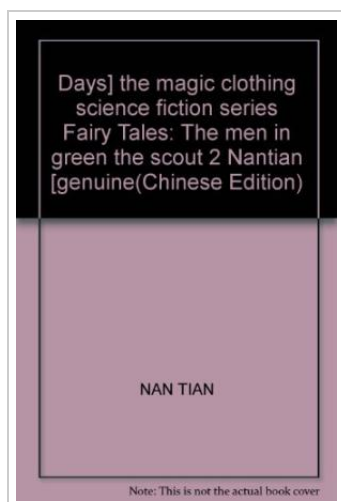 Days] the magic clothing
science fiction series
Fairy Tales: The men in
green the scout 2 Nantian
[genuine(Chinese Edition)
NAN TIAN
Note: This is not the actual book cover